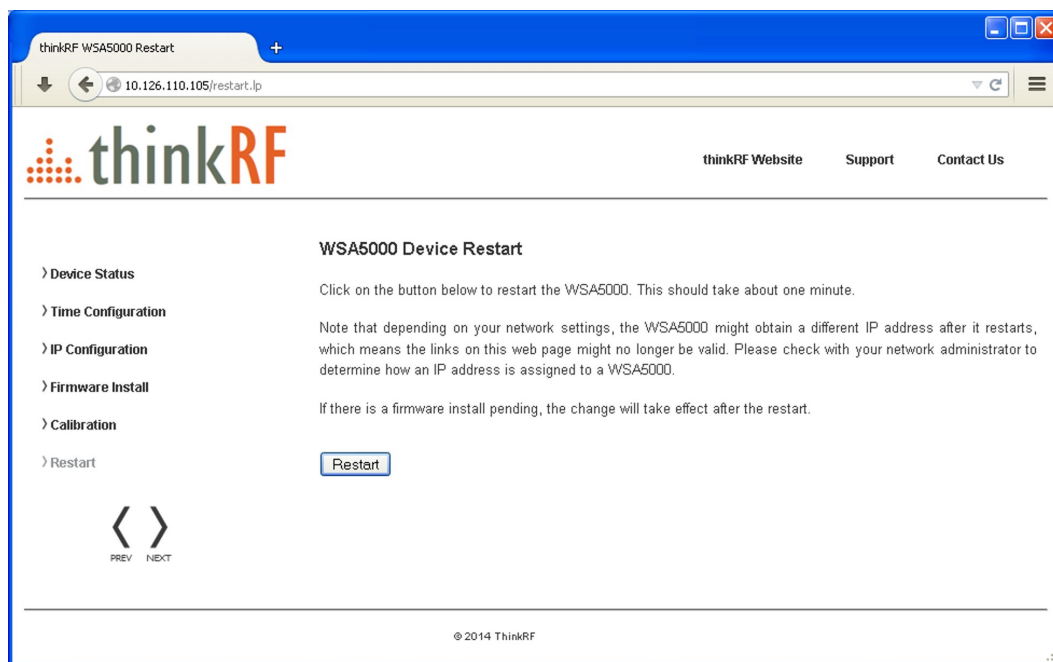 thinkRF WSA5000 Restart
10.126.110.105/restart.lp
thinkRF
thinkRF Website
Support
Contact Us
Device Status
Time Configuration
IP Configuration
Firmware Install
Calibration
Restart
PREV NEXT
WSA5000 Device Restart
Click on the button below to restart the WSA5000. This should take about one minute.
Note that depending on your network settings, the WSA5000 might obtain a different IP address after it restarts,
which means the links on this web page might no longer be valid. Please check with your network administrator to
determine how an IP address is assigned to a WSA5000.
If there is a firmware install pending, the change will take effect after the restart.
Restart
© 2014 ThinkRF